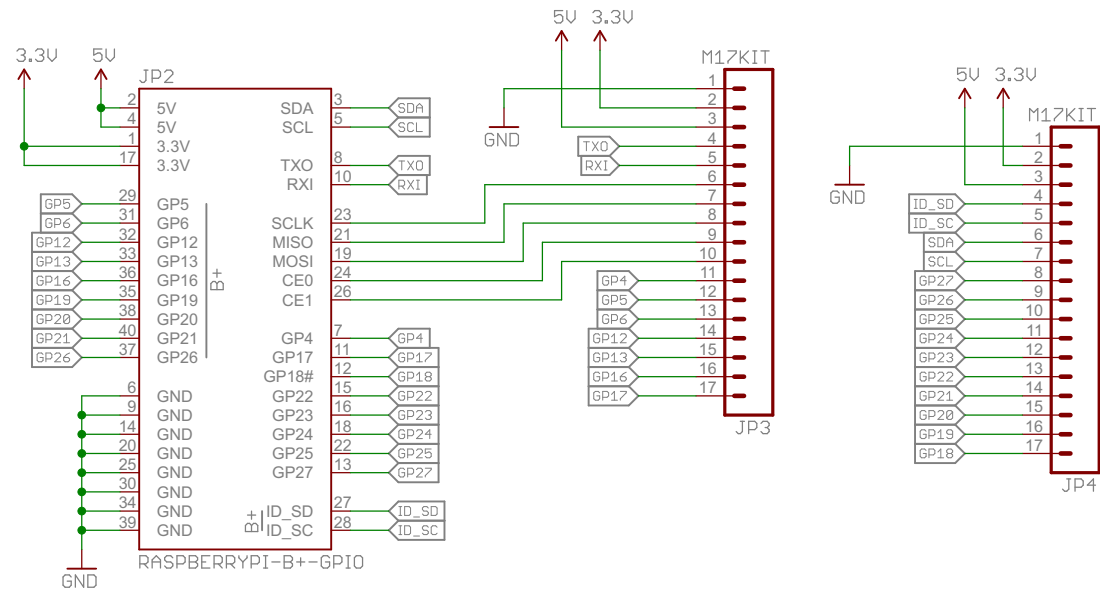 5V 3.3V
3.3V 5V
JP2
2 5V
4 5V
1 3.3V
17 3.3V
GP5 29 GP5
GP6 31 GP6
GP12 32 GP12
GP13 33 GP13
GP16 36 GP16
GP19 35 GP19
GP20 38 GP20
GP21 40 GP21
GP26 37 GP26
B+
6 GND
9 GND
14 GND
20 GND
25 GND
30 GND
34 GND
39 GND
GND
SDA 3 SDA
SCL 5 SCL
TXO 8 TXO
RXI 10 RXI
SCLK 23
MISO 21
MOSI 19
CE0 24
CE1 26
GP4 7 GP4
GP17 11 GP17
GP18# 12 GP18
GP22 15 GP22
GP23 16 GP23
GP24 18 GP24
GP25 22 GP25
GP27 13 GP27
B+
ID_SD 27 ID_SD
ID_SC 28 ID_SC
RASPBERRYPI-B+-GPIO
M17KIT
GND
1
2
3
TXO 4
RXI 5
6
7
8
9
10
GP4 11
GP5 12
GP6 13
GP12 14
GP13 15
GP16 16
GP17 17
JP3
5V 3.3V
M17KIT
GND
1
2
3
ID_SD 4
ID_SC 5
SDA 6
SCL 7
GP27 8
GP26 9
GP25 10
GP24 11
GP23 12
GP22 13
GP21 14
GP20 15
GP19 16
GP18 17
JP4